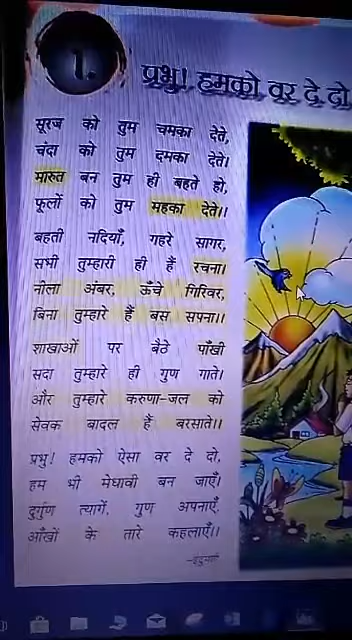 1.
प्रभु! हमको वर दे दो
सूरज को तुम चमका देते,
चंदा को तुम दमका देते।
मारुत बन तुम ही बहते हो,
फूलों को तुम महका देते।।
बहती नदियाँ, गहरे सागर,
सभी तुम्हारी ही हैं रचना।
नीला अंबर, ऊँचे गिरिवर,
बिना तुम्हारे हैं बस सपना।।
शाखाओं पर बैठे पाँखी
सदा तुम्हारे ही गुण गाते।
और तुम्हारे करुणा-जल को
सेवक बादल हैं बरसाते।।
प्रभु! हमको ऐसा वर दे दो,
हम भी मेधावी बन जाएँ।
दुर्गुण त्यागें, गुण अपनाएँ,
आँखों के तारे कहलाएँ।।